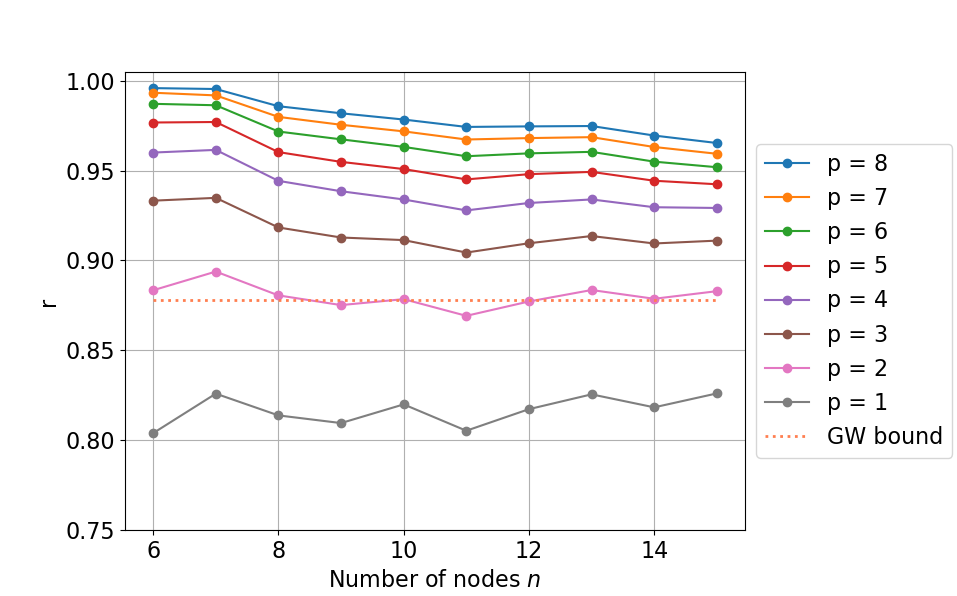 1.00
0.95
0.90
0.85
0.80
0.75
r
6 8 10 12 14
Number of nodes n
p = 8
p = 7
p = 6
p = 5
p = 4
p = 3
p = 2
p = 1
GW bound